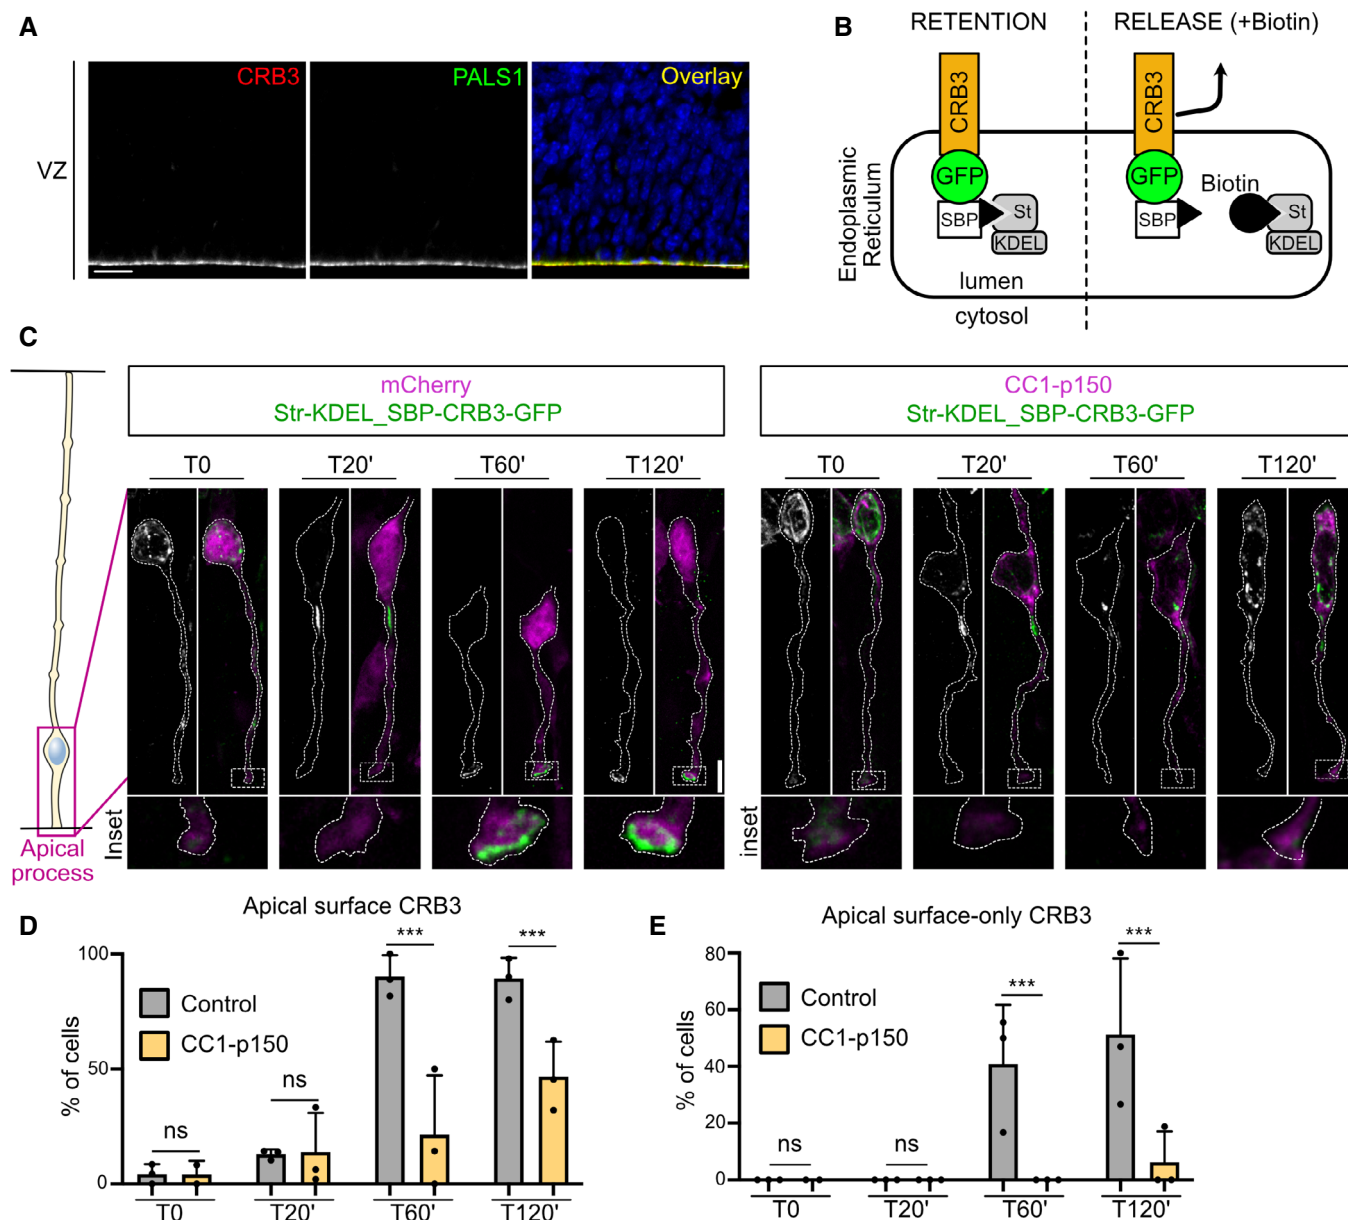 A
CRB3
PALS1
Overlay
VZ
B
RETENTION
RELEASE (+Biotin)
CRB3
CRB3
GFP
GFP
Biotin
SBP
St
KDEL
SBP
St
KDEL
Endoplasmic
Reticulum
lumen
cytosol
C
mCherry
Str-KDEL_SBP-CRB3-GFP
CC1-p150
Str-KDEL_SBP-CRB3-GFP
T0
T20'
T60'
T120'
T0
T20'
T60'
T120'
Apical
process
Inset
inset
D
Apical surface CRB3
% of cells
100
50
0
Control
CC1-p150
ns
ns
***
***
T0
T20'
T60'
T120'
E
Apical surface-only CRB3
% of cells
80
60
40
20
0
Control
CC1-p150
ns
ns
***
***
T0
T20'
T60'
T120'